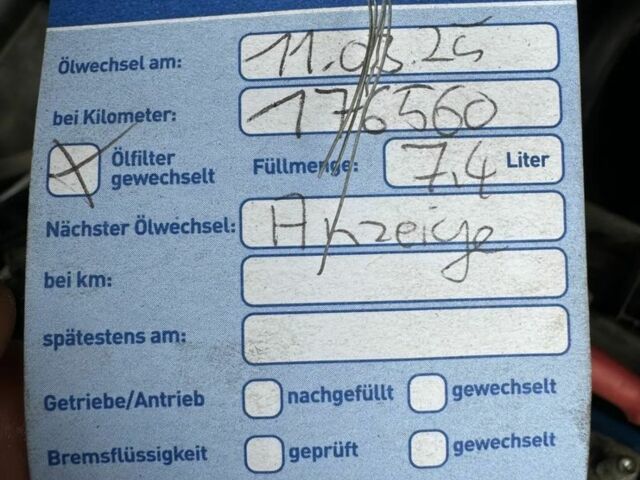 Ölwechsel am: 11.03.25
bei Kilometer: 176560
Ölfilter gewechselt
Füllmenge: 7,4 Liter
Nächster Ölwechsel: Anzeige
bei km:
spätestens am:
Getriebe/Antrieb nachgefüllt gewechselt
Bremsflüssigkeit geprüft gewechselt